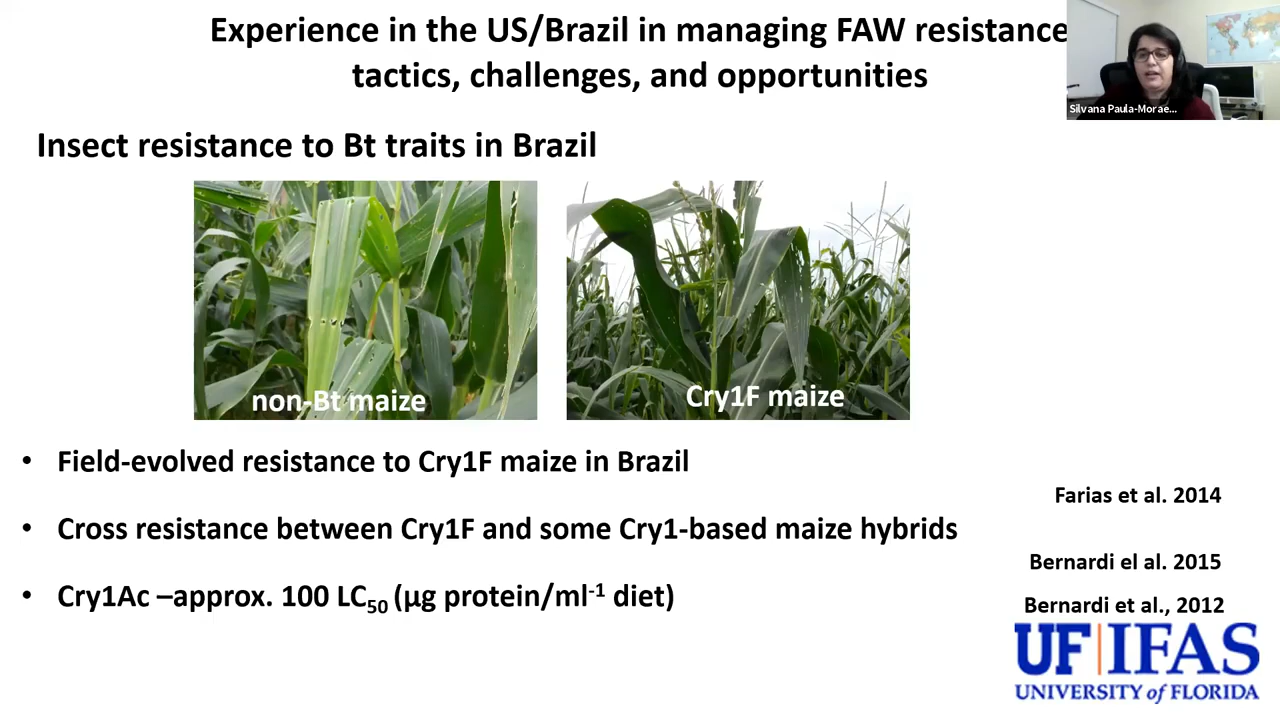 Experience in the US/Brazil in managing FAW resistance
tactics, challenges, and opportunities
Silvana Paula-Morae...
Insect resistance to Bt traits in Brazil
non-Bt maize
Cry1F maize
• Field-evolved resistance to Cry1F maize in Brazil
Farias et al. 2014
• Cross resistance between Cry1F and some Cry1-based maize hybrids
Bernardi el al. 2015
• Cry1Ac –approx. 100 LC50 (µg protein/ml-1 diet)
Bernardi et al., 2012
UF|IFAS
UNIVERSITY of FLORIDA